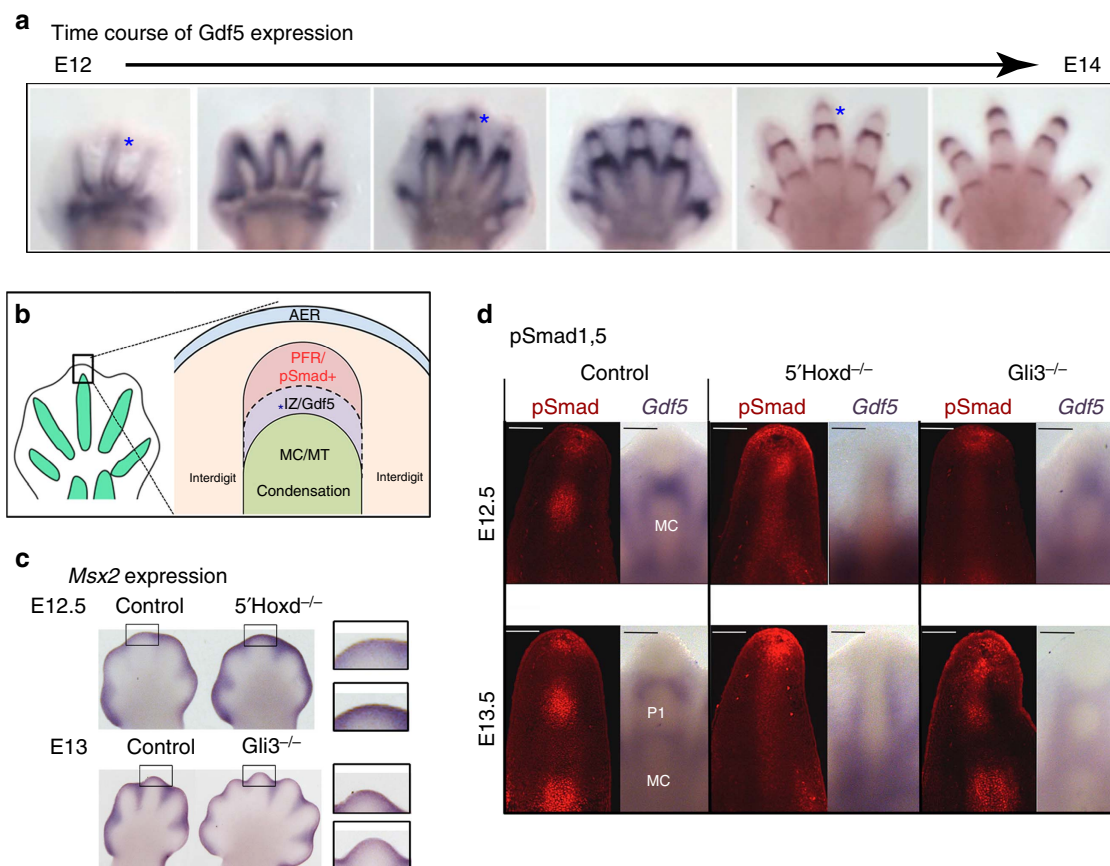 a
Time course of Gdf5 expression
E12
E14
*
*
*
b
AER
PFR/
pSmad+
*IZ/Gdf5
MC/MT
Interdigit
Interdigit
Condensation
c
Msx2 expression
E12.5 Control 5′Hoxd–/–
E13 Control Gli3–/–
d
pSmad1,5
Control 5′Hoxd–/– Gli3–/–
pSmad Gdf5 pSmad Gdf5 pSmad Gdf5
E12.5
MC
E13.5
P1
MC